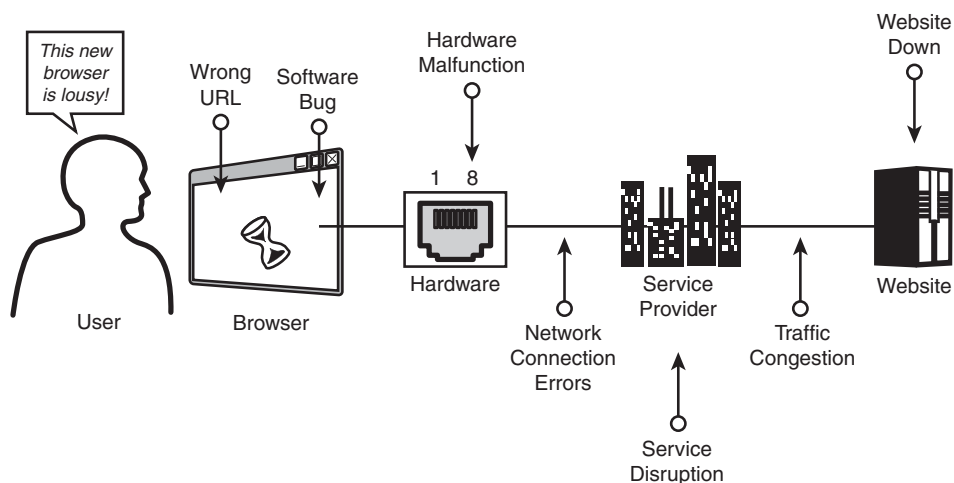 This new
browser
is lousy!
Wrong
URL
Software
Bug
Hardware
Malfunction
Website
Down
1 8
User
Browser
Hardware
Service
Provider
Website
Network
Connection
Errors
Traffic
Congestion
Service
Disruption